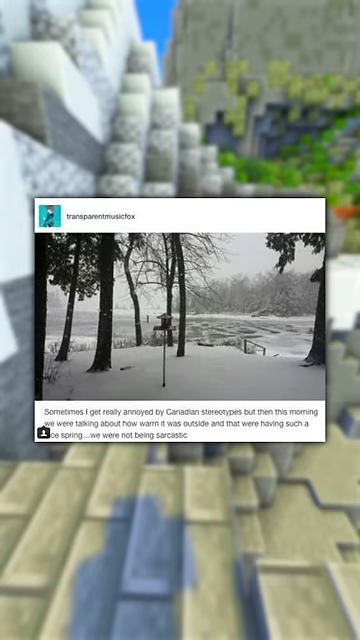 transparentmusicfox
Sometimes I get really annoyed by Canadian stereotypes but then this morning
we were talking about how warm it was outside and that were having such a
spring...we were not being sarcastic